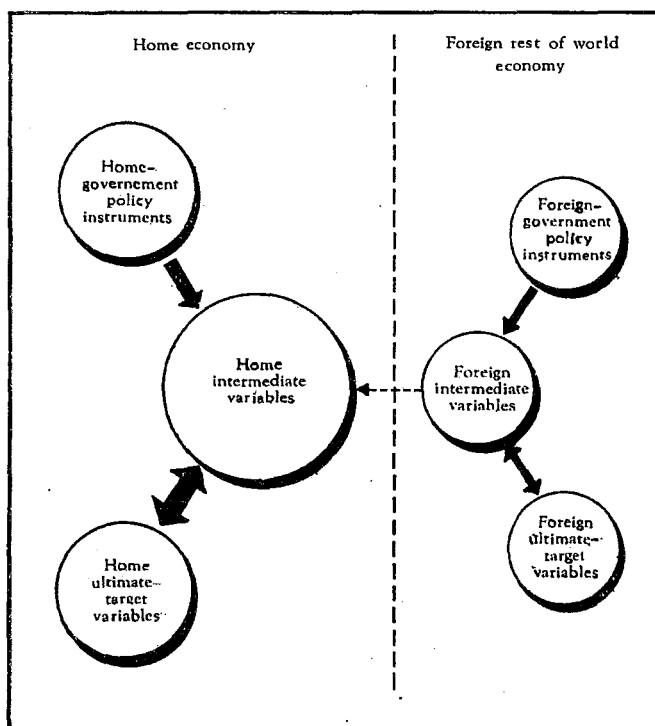 Home economy
Foreign rest of world
economy
Home-
governement
policy
instruments
Foreign-
government
policy
instruments
Home
intermediate
variables
Foreign
intermediate
variables
Home
ultimate-
target
variables
Foreign
ultimate-
target
variables